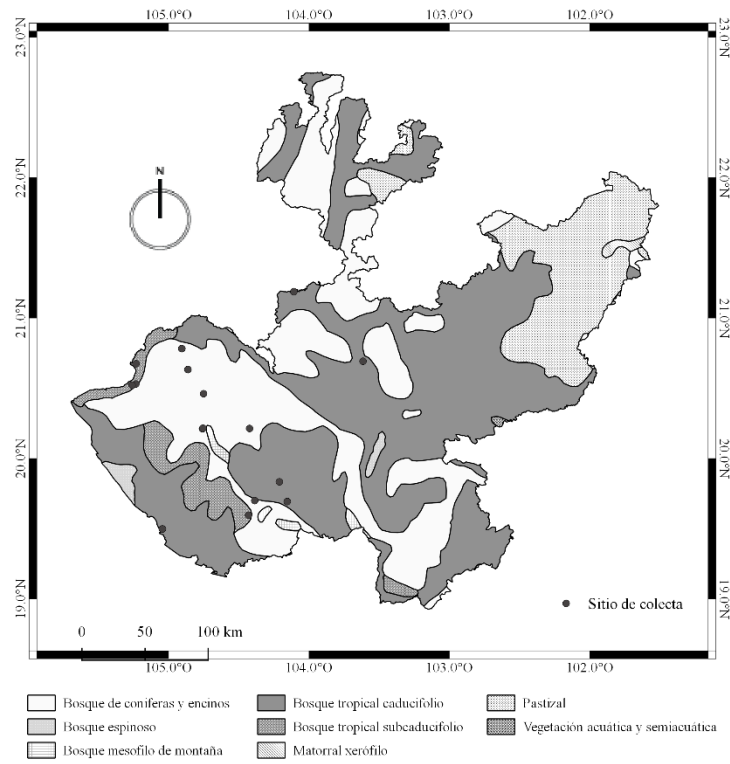 105.0°O 104.0°O 103.0°O 102.0°O
23.0°N 23.0°N
22.0°N 22.0°N
21.0°N 21.0°N
20.0°N 20.0°N
19.0°N 19.0°N
N
Sitio de colecta
0 50 100 km
105.0°O 104.0°O 103.0°O 102.0°O
Bosque de coniferas y encinos Bosque tropical caducifolio Pastizal
Bosque espinoso Bosque tropical subcaducifolio Vegetación acuática y semiacuática
Bosque mesofilo de montaña Matorral xerófilo